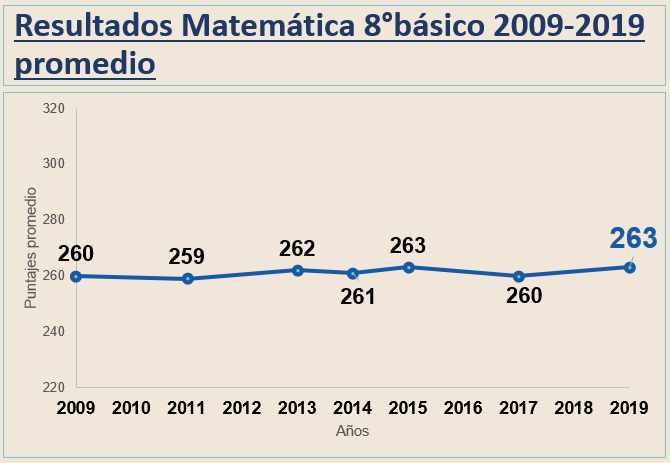 Resultados Matemática 8°básico 2009-2019
promedio
320
300
280
260
240
220
Puntajes promedio
260
259
262
261
263
260
263
2009 2010 2011 2012 2013 2014 2015 2016 2017 2018 2019
Años